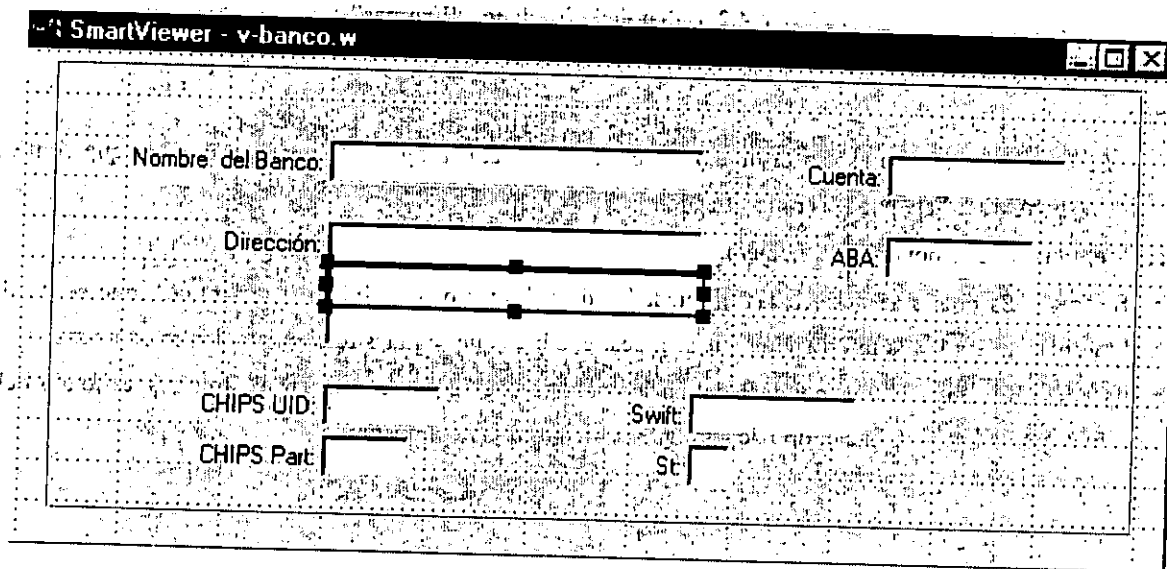 SmartViewer - v-banco.w
Nombre del Banco:
Cuenta:
Dirección:
ABA:
CHIPS UID:
Swift:
CHIPS Part:
St: